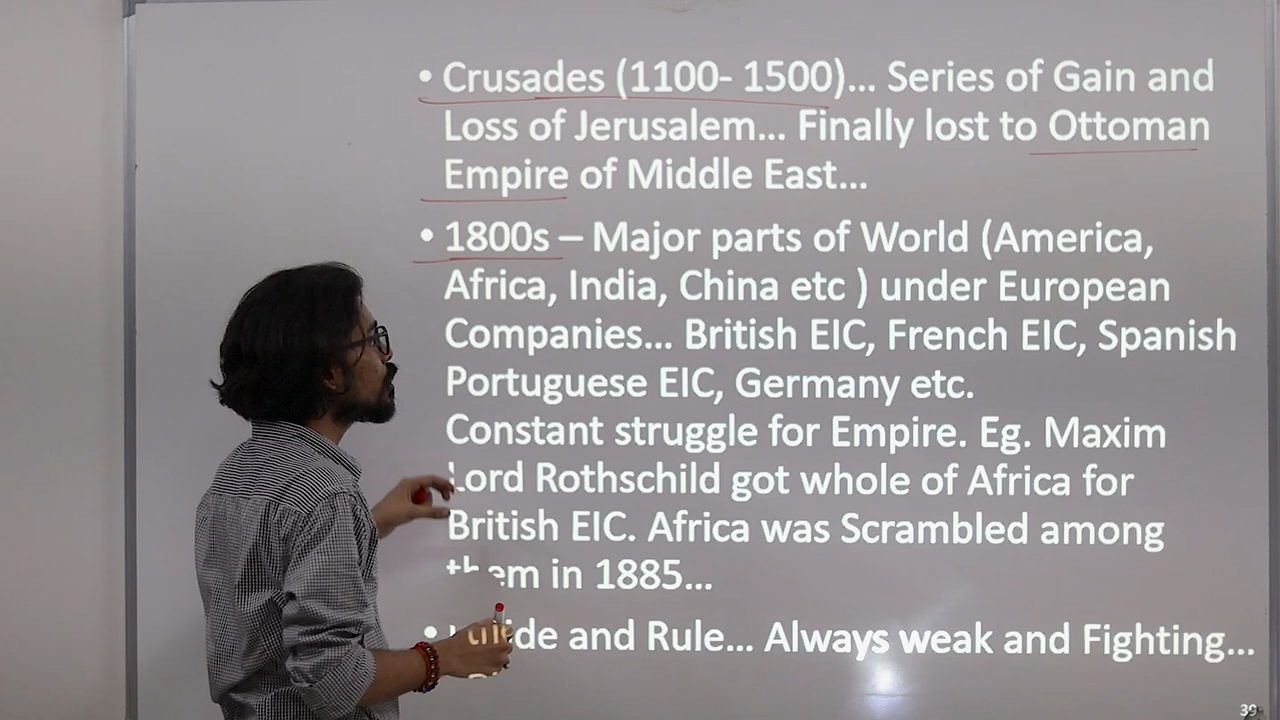 • Crusades (1100- 1500)... Series of Gain and
Loss of Jerusalem... Finally lost to Ottoman
Empire of Middle East...
• 1800s – Major parts of World (America,
Africa, India, China etc ) under European
Companies... British EIC, French EIC, Spanish
Portuguese EIC, Germany etc.
Constant struggle for Empire. Eg. Maxim
Lord Rothschild got whole of Africa for
British EIC. Africa was Scrambled among
them in 1885...
• and Rule... Always weak and Fighting...
39